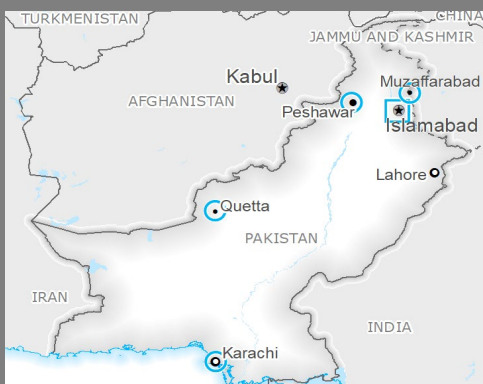 TURKMENISTAN
CHINA
JAMMU AND KASHMIR
Kabul
Muzaffarabad
AFGHANISTAN
Peshawar
Islamabad
Lahore
Quetta
PAKISTAN
IRAN
INDIA
Karachi